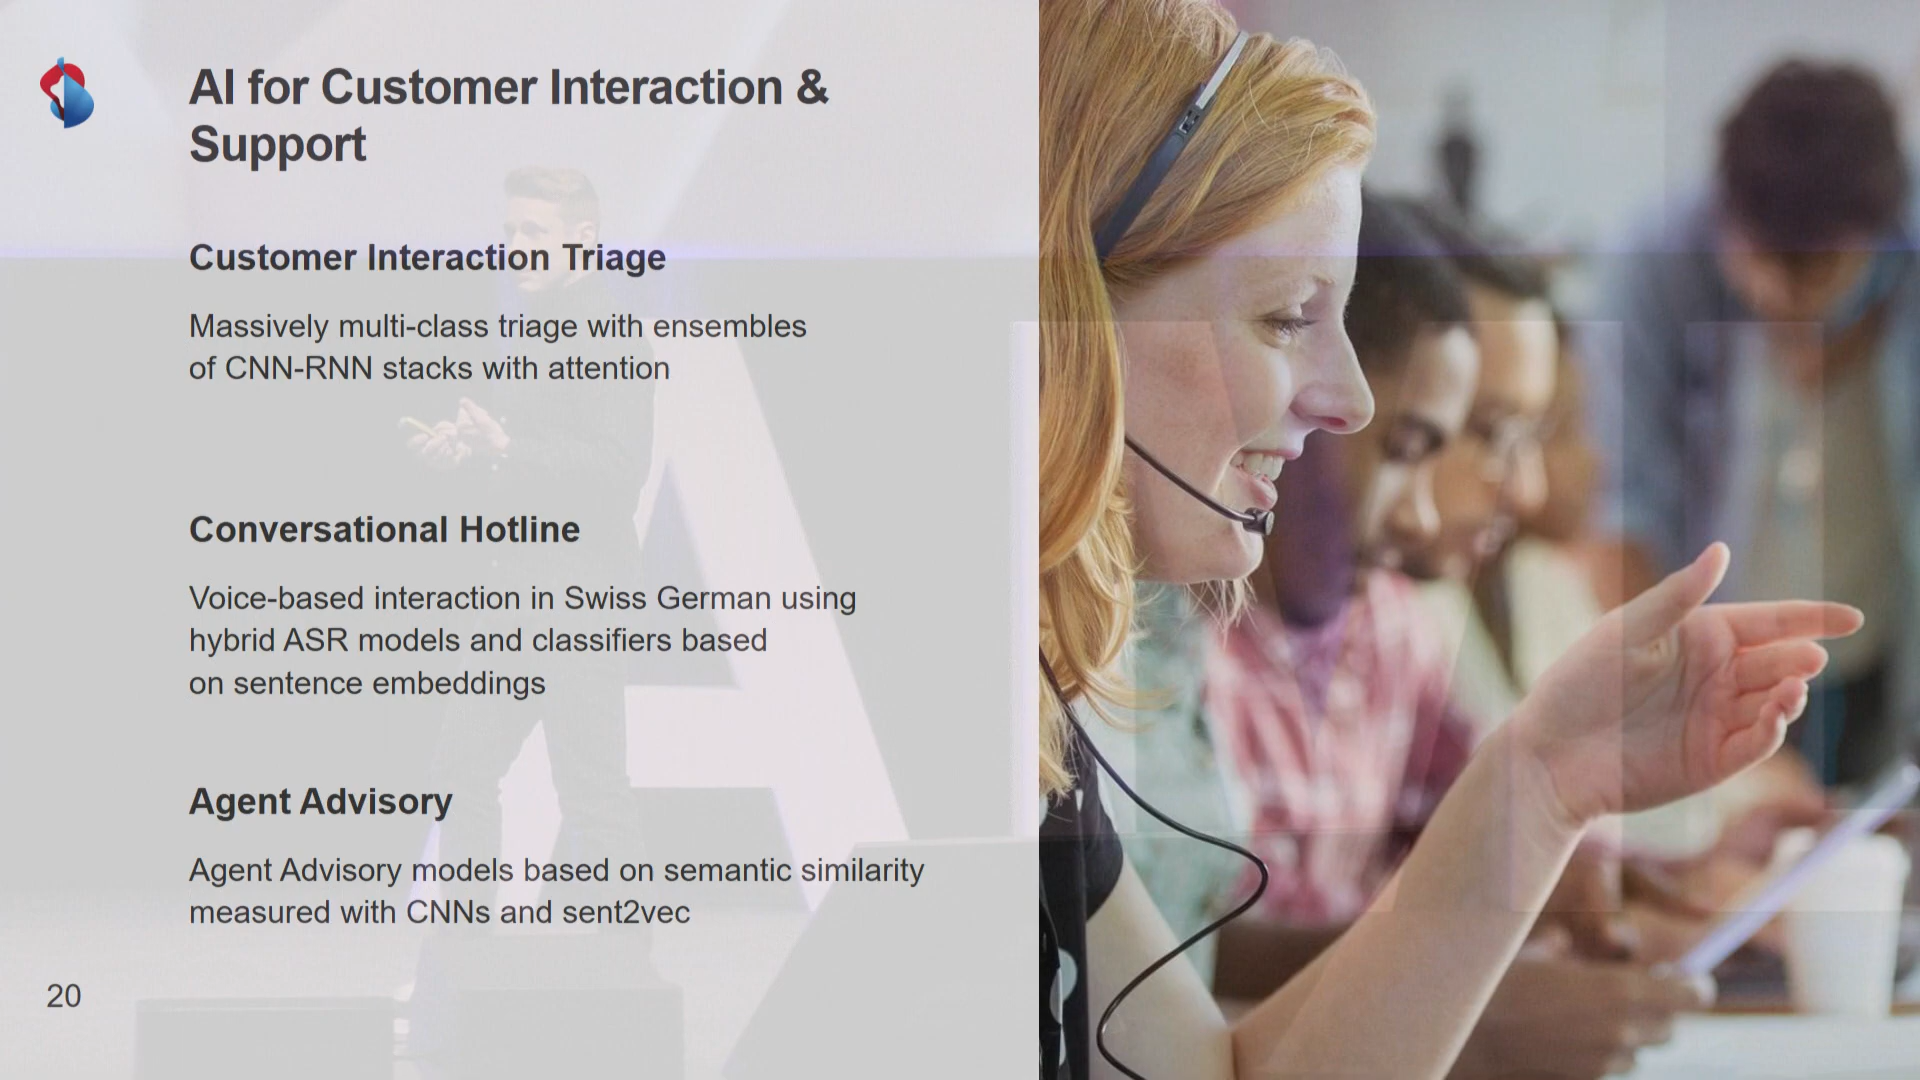 AI for Customer Interaction &
Support
Customer Interaction Triage
Massively multi-class triage with ensembles
of CNN-RNN stacks with attention
Conversational Hotline
Voice-based interaction in Swiss German using
hybrid ASR models and classifiers based
on sentence embeddings
Agent Advisory
Agent Advisory models based on semantic similarity
measured with CNNs and sent2vec
20